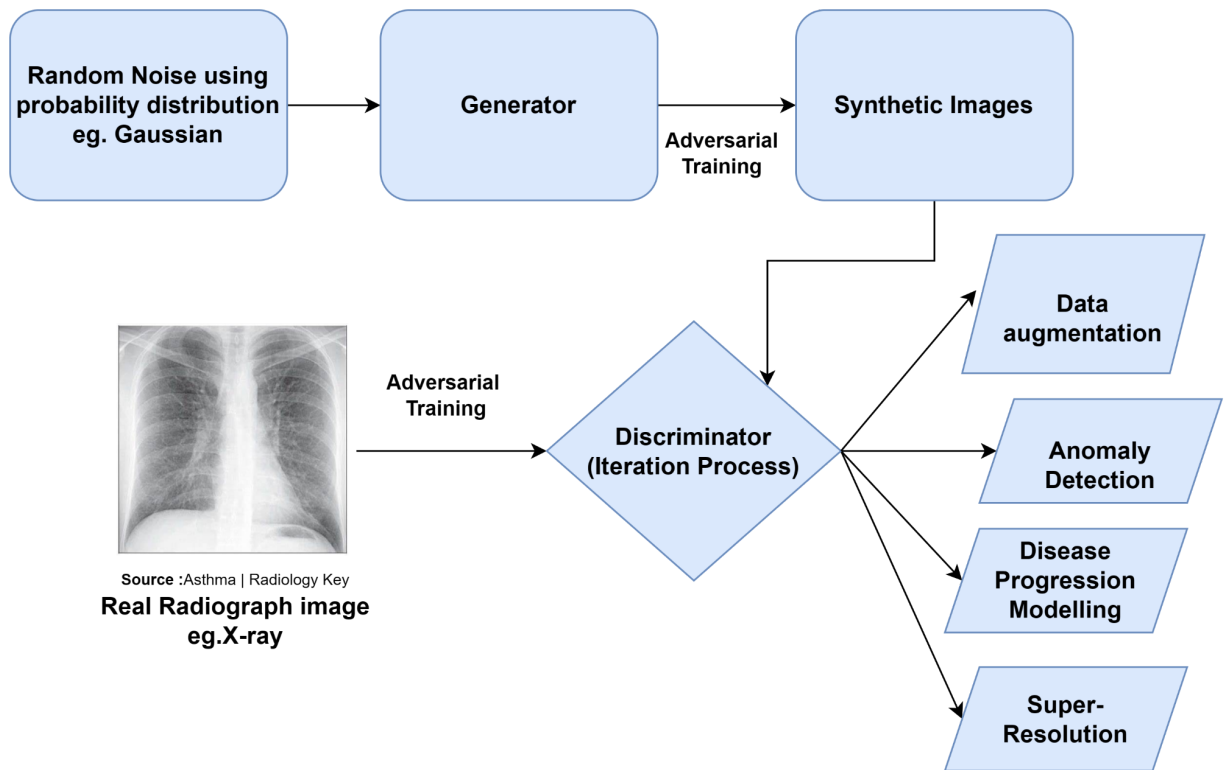 Random Noise using
probability distribution
eg. Gaussian
Generator
Adversarial
Training
Synthetic Images
Data
augmentation
Adversarial
Training
Discriminator
(Iteration Process)
Anomaly
Detection
Disease
Progression
Modelling
Source :Asthma | Radiology Key
Real Radiograph image
eg.X-ray
Super-
Resolution